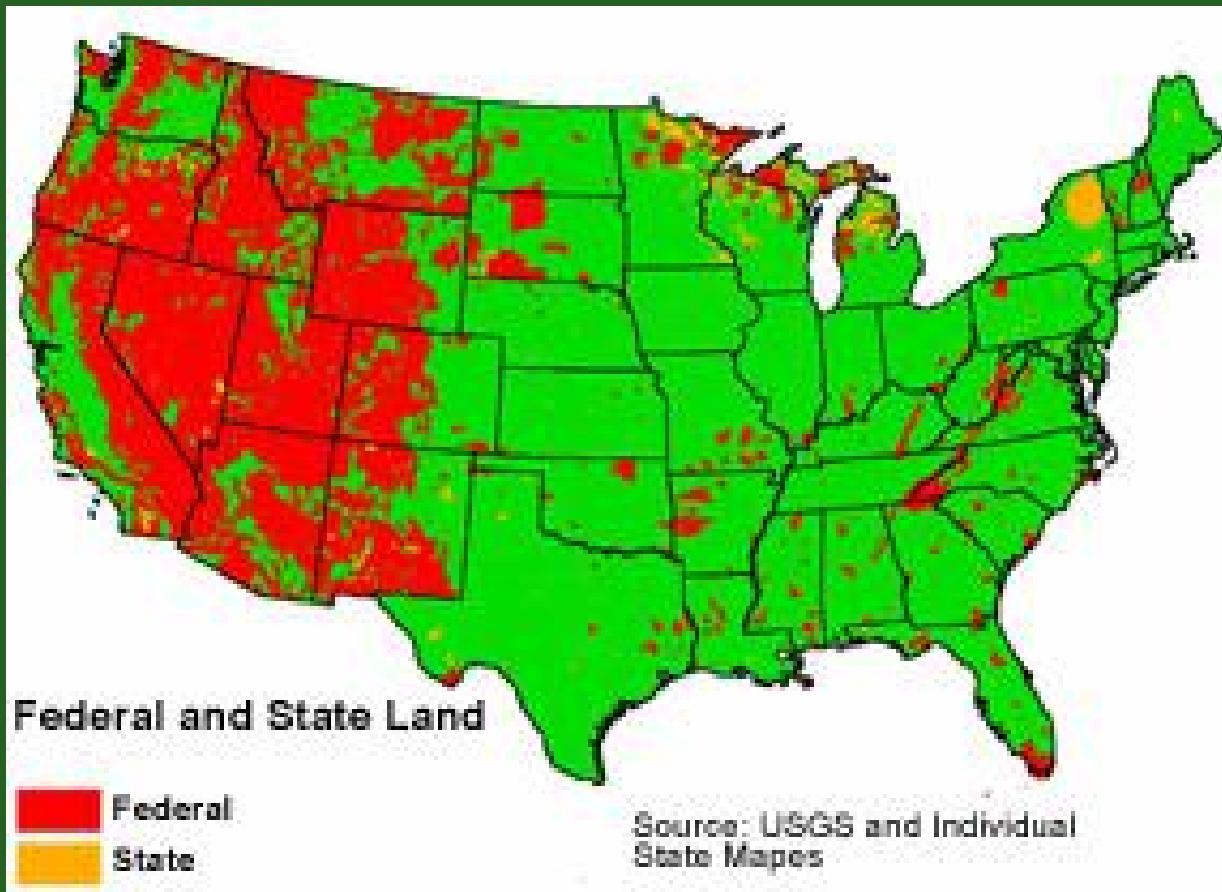 Federal and State Land
Federal
State
Source: USGS and Individual
State Mapes